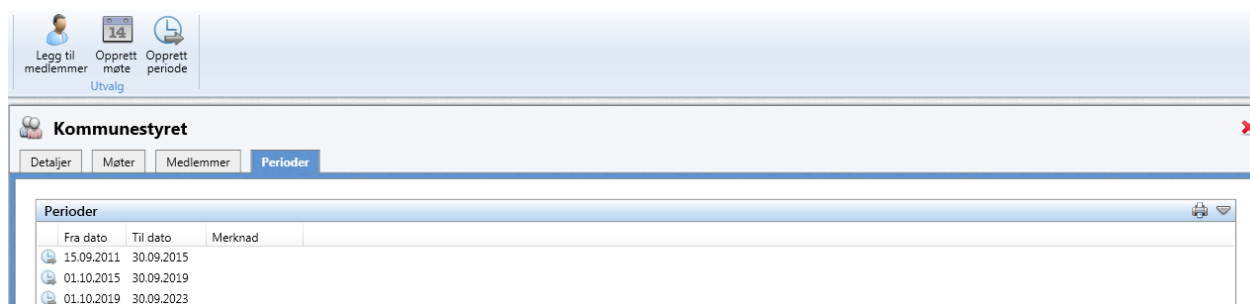 14
Legg til
medlemmer
Opprett
møte
Opprett
periode
Utvalg
Kommunestyret
Detaljer Møter Medlemmer Perioder
Perioder
Fra dato Til dato Merknad
15.09.2011 30.09.2015
01.10.2015 30.09.2019
01.10.2019 30.09.2023